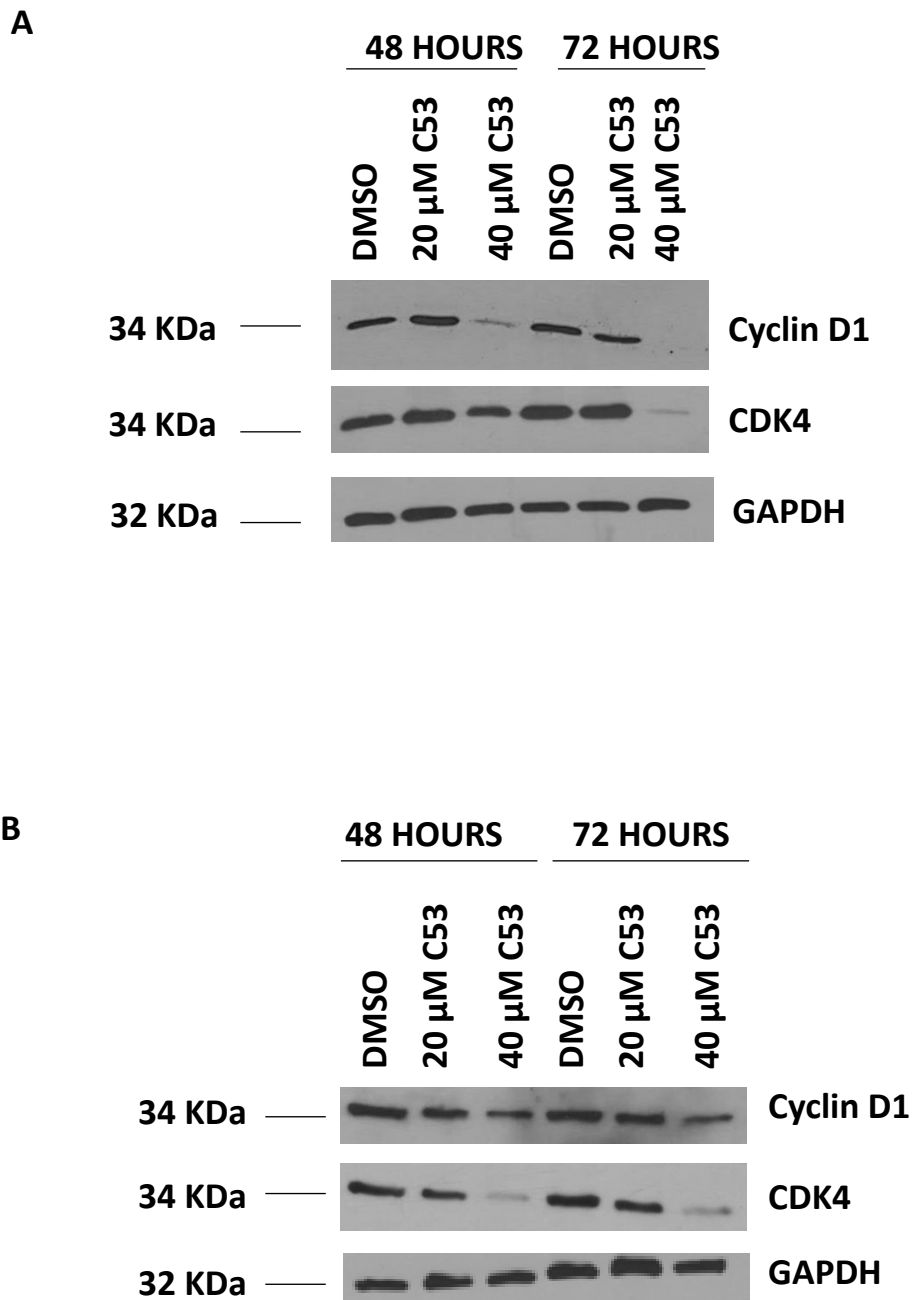 A
48 HOURS 72 HOURS
DMSO 20 µM C53 40 µM C53 DMSO 20 µM C53 40 µM C53
34 KDa Cyclin D1
34 KDa CDK4
32 KDa GAPDH
B
48 HOURS 72 HOURS
DMSO 20 µM C53 40 µM C53 DMSO 20 µM C53 40 µM C53
34 KDa Cyclin D1
34 KDa CDK4
32 KDa GAPDH